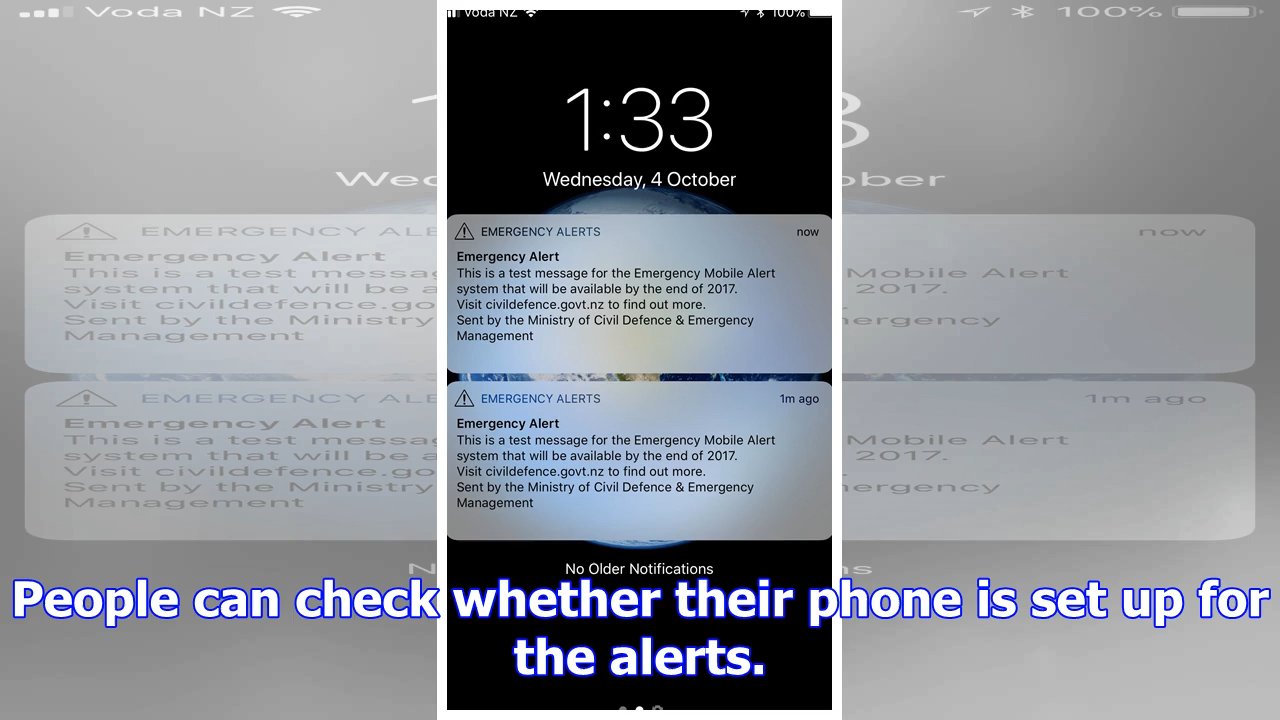 Voda NZ 100%
1:33
Wednesday, 4 October
EMERGENCY ALERTS now
Emergency Alert
This is a test message for the Emergency Mobile Alert
system that will be available by the end of 2017.
Visit civildefence.govt.nz to find out more.
Sent by the Ministry of Civil Defence & Emergency
Management
EMERGENCY ALERTS 1m ago
Emergency Alert
This is a test message for the Emergency Mobile Alert
system that will be available by the end of 2017.
Visit civildefence.govt.nz to find out more.
Sent by the Ministry of Civil Defence & Emergency
Management
No Older Notifications
People can check whether their phone is set up for
the alerts.